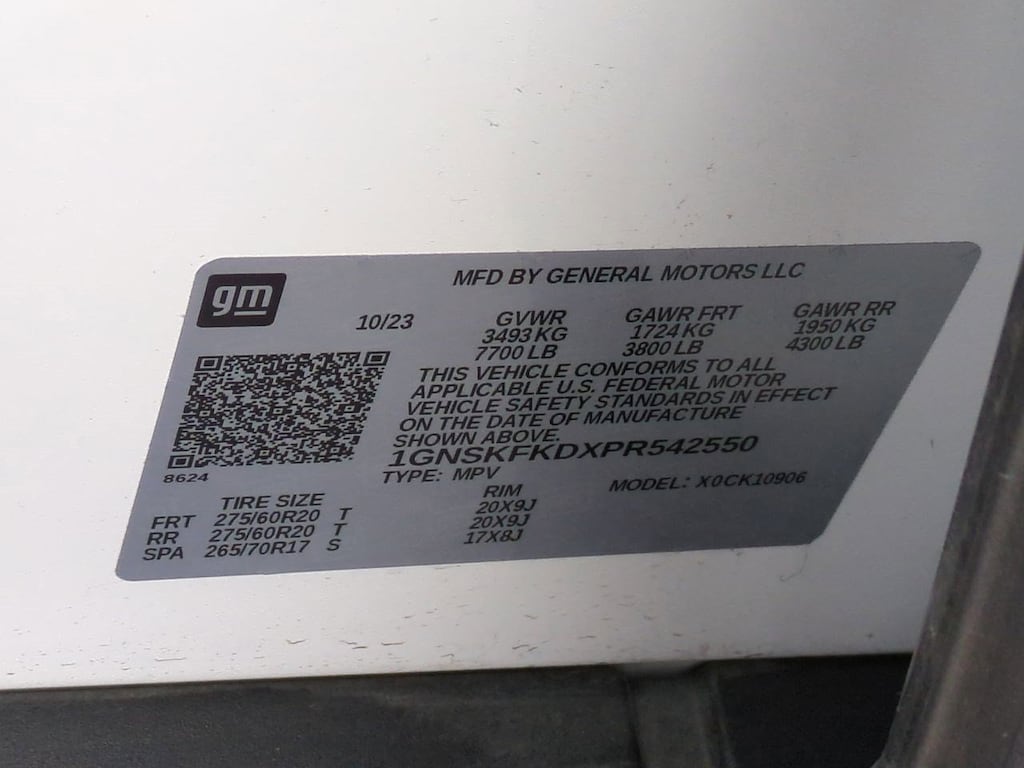 gm
MFD BY GENERAL MOTORS LLC
10/23 GVWR GAWR FRT GAWR RR
3493 KG 1724 KG 1950 KG
7700 LB 3800 LB 4300 LB
THIS VEHICLE CONFORMS TO ALL
APPLICABLE U.S. FEDERAL MOTOR
VEHICLE SAFETY STANDARDS IN EFFECT
ON THE DATE OF MANUFACTURE
SHOWN ABOVE.
1GNSKFKDXPR542550
8624
TYPE: MPV MODEL: X0CK10906
TIRE SIZE RIM
FRT 275/60R20 T 20X9J
RR 275/60R20 T 20X9J
SPA 265/70R17 S 17X8J